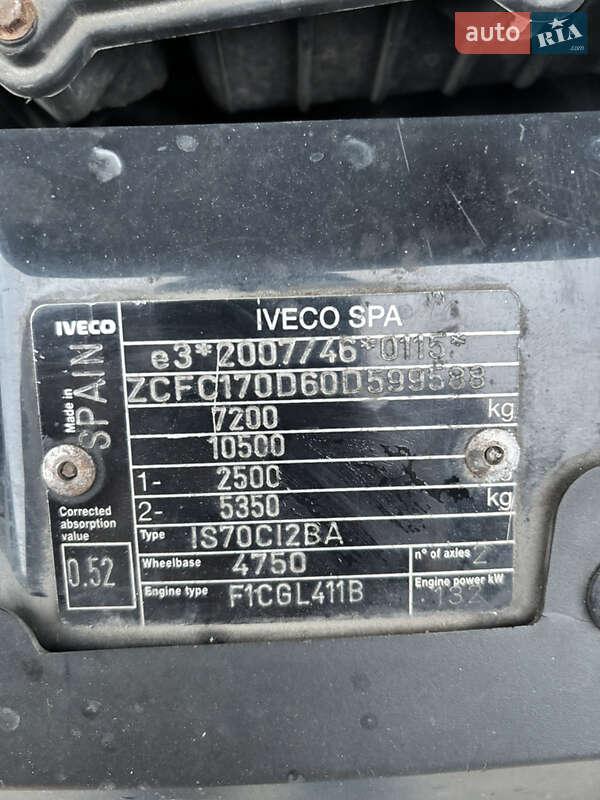 auto RIA.com
IVECO
IVECO SPA
Made in SPAIN
e3*2007/46*0115*
ZCFC170D60D599588
7200 kg
10500
1- 2500
2- 5350 kg
Corrected absorption value
0.52
Type IS70CI2BA
Wheelbase 4750
n° of axles 2
Engine type F1CGL411B
Engine power kW 132